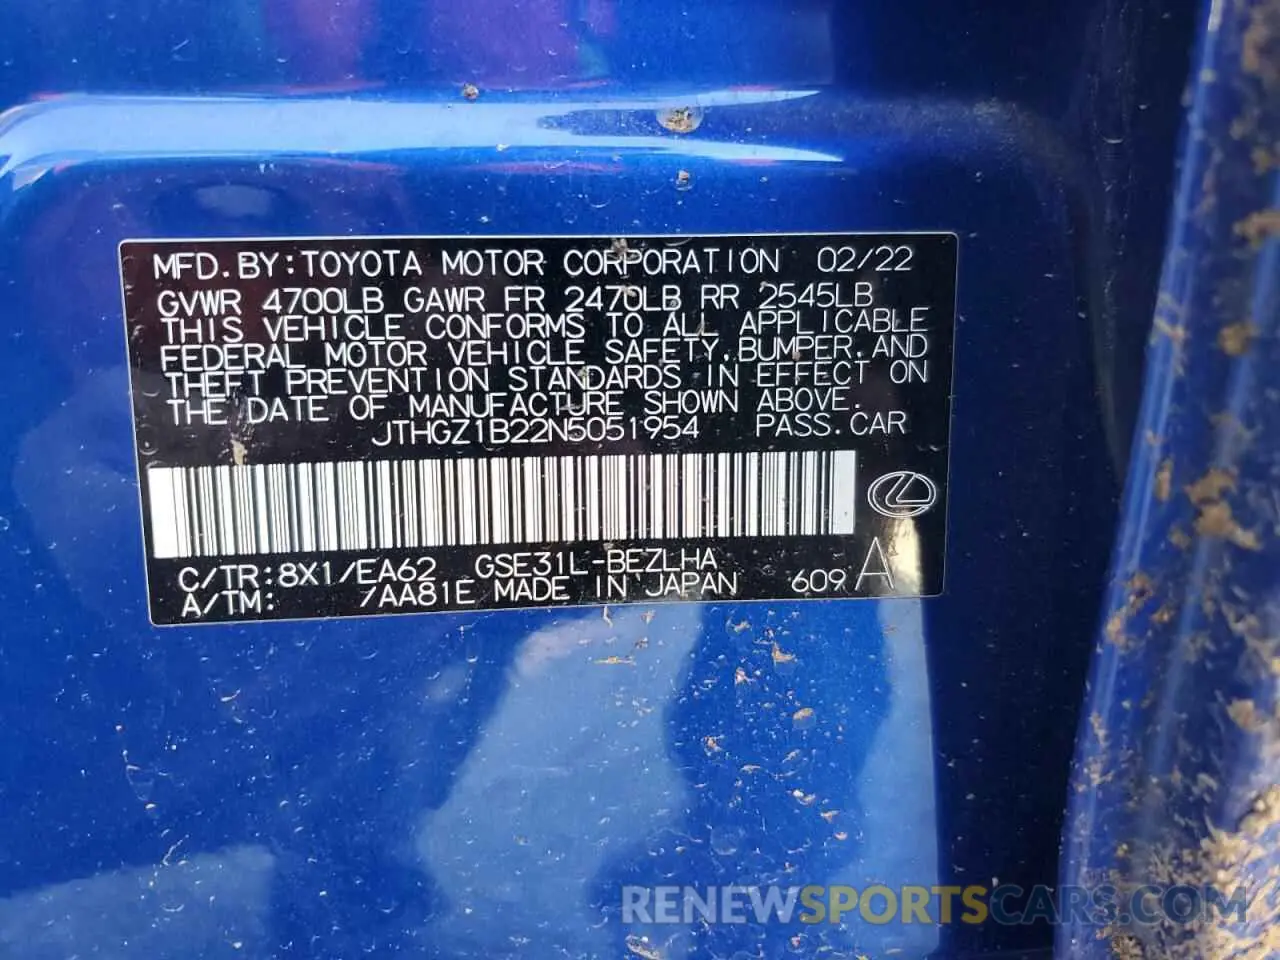 MFD.BY:TOYOTA MOTOR CORPORATION 02/22
GVWR 4700LB GAWR FR 2470LB RR 2545LB
THIS VEHICLE CONFORMS TO ALL APPLICABLE
FEDERAL MOTOR VEHICLE SAFETY,BUMPER,AND
THEFT PREVENTION STANDARDS IN EFFECT ON
THE DATE OF MANUFACTURE SHOWN ABOVE.
JTHGZ1B22N5051954 PASS.CAR
C/TR:8X1/EA62 GSE31L-BEZLHA
A/TM: /AA81E MADE IN JAPAN 609 A
RENEWSPORTSCARS.COM